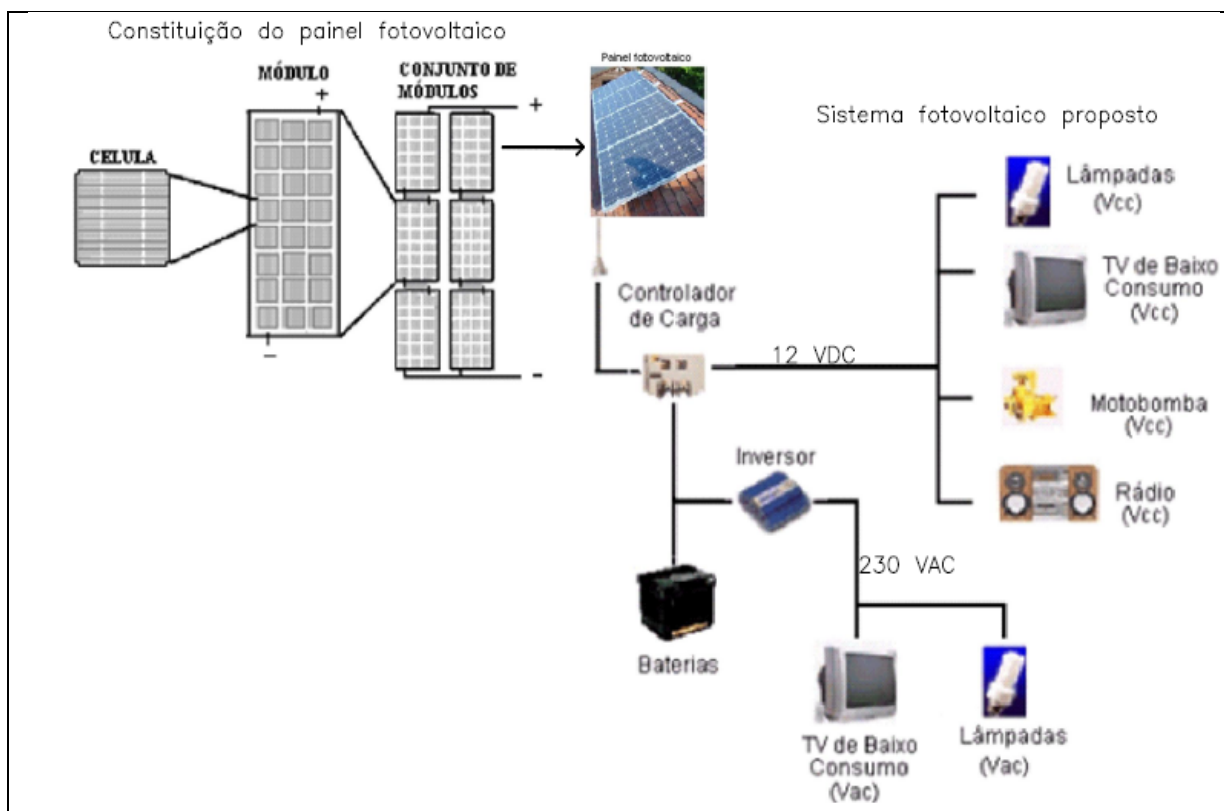 Constituição do painel fotovoltaico
Painel fotovoltaico
MÓDULO
+
CONJUNTO DE
MÓDULOS
+
Sistema fotovoltaico proposto
CELULA
Lâmpadas
(Vcc)
TV de Baixo
Consumo
(Vcc)
Controlador
de Carga
-
-
12 VDC
Motobomba
(Vcc)
Inversor
Rádio
(Vcc)
230 VAC
Baterias
TV de Baixo
Consumo
(Vac)
Lâmpadas
(Vac)